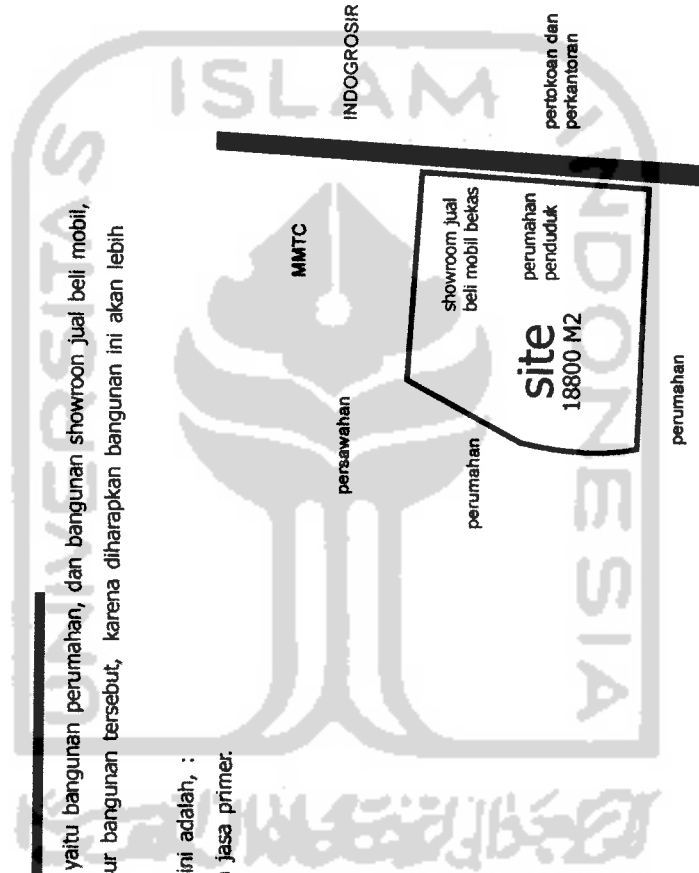 yaitu bangunan perumahan, dan bangunan showroon jual beli mobil,
ur bangunan tersebut, karena diharapkan bangunan ini akan lebih
ini adalah, :
jasa primer.
INDOGROSIR
MMTC
pertokoan dan
perkantoran
showroom jual
beli mobil bekas
perumahan
penduduk
persawahan
site
18800 M2
perumahan
perumahan
UNIVERSITAS
ISLAM
INDONESIA